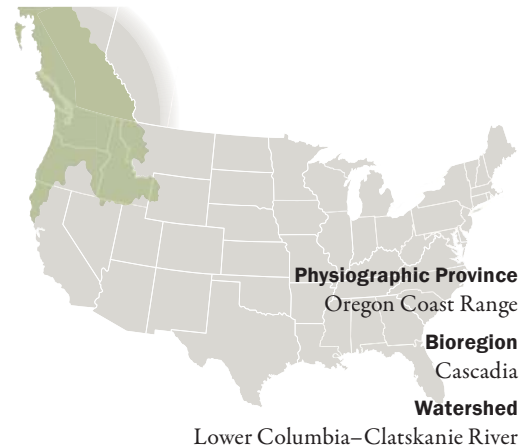 Physiographic Province
Oregon Coast Range
Bioregion
Cascadia
Watershed
Lower Columbia–Clatskanie River